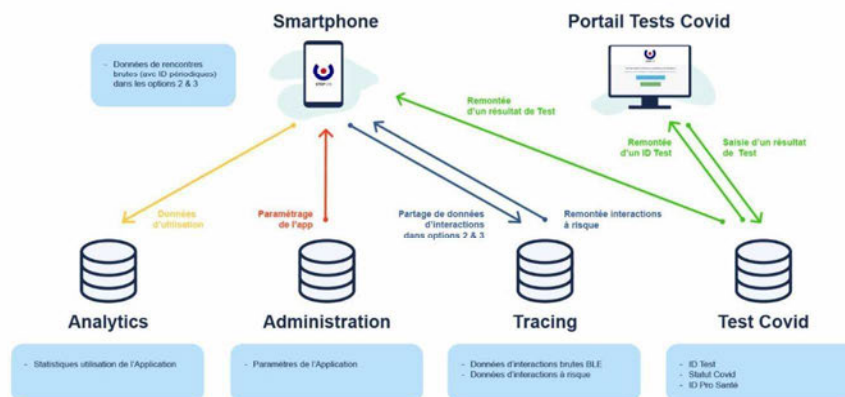 Smartphone
Portail Tests Covid
- Données de rencontres
brutes (avec ID périodiques)
dans les options 2 & 3
Remontée
d'un résultat de Test
Remontée
d'un ID Test
Saisie d'un résultat
de Test
Données
d'utilisation
Paramétrage
de l'app
Partage de données
d'interactions
dans options 2 & 3
Remontée interactions
à risque
Analytics
Administration
Tracing
Test Covid
- Statistiques utilisation de l'Application
- Paramètres de l'Application
- Données d'interactions brutes BLE
- Données d'interactions à risque
- ID Test
- Statut Covid
- ID Pro Santé